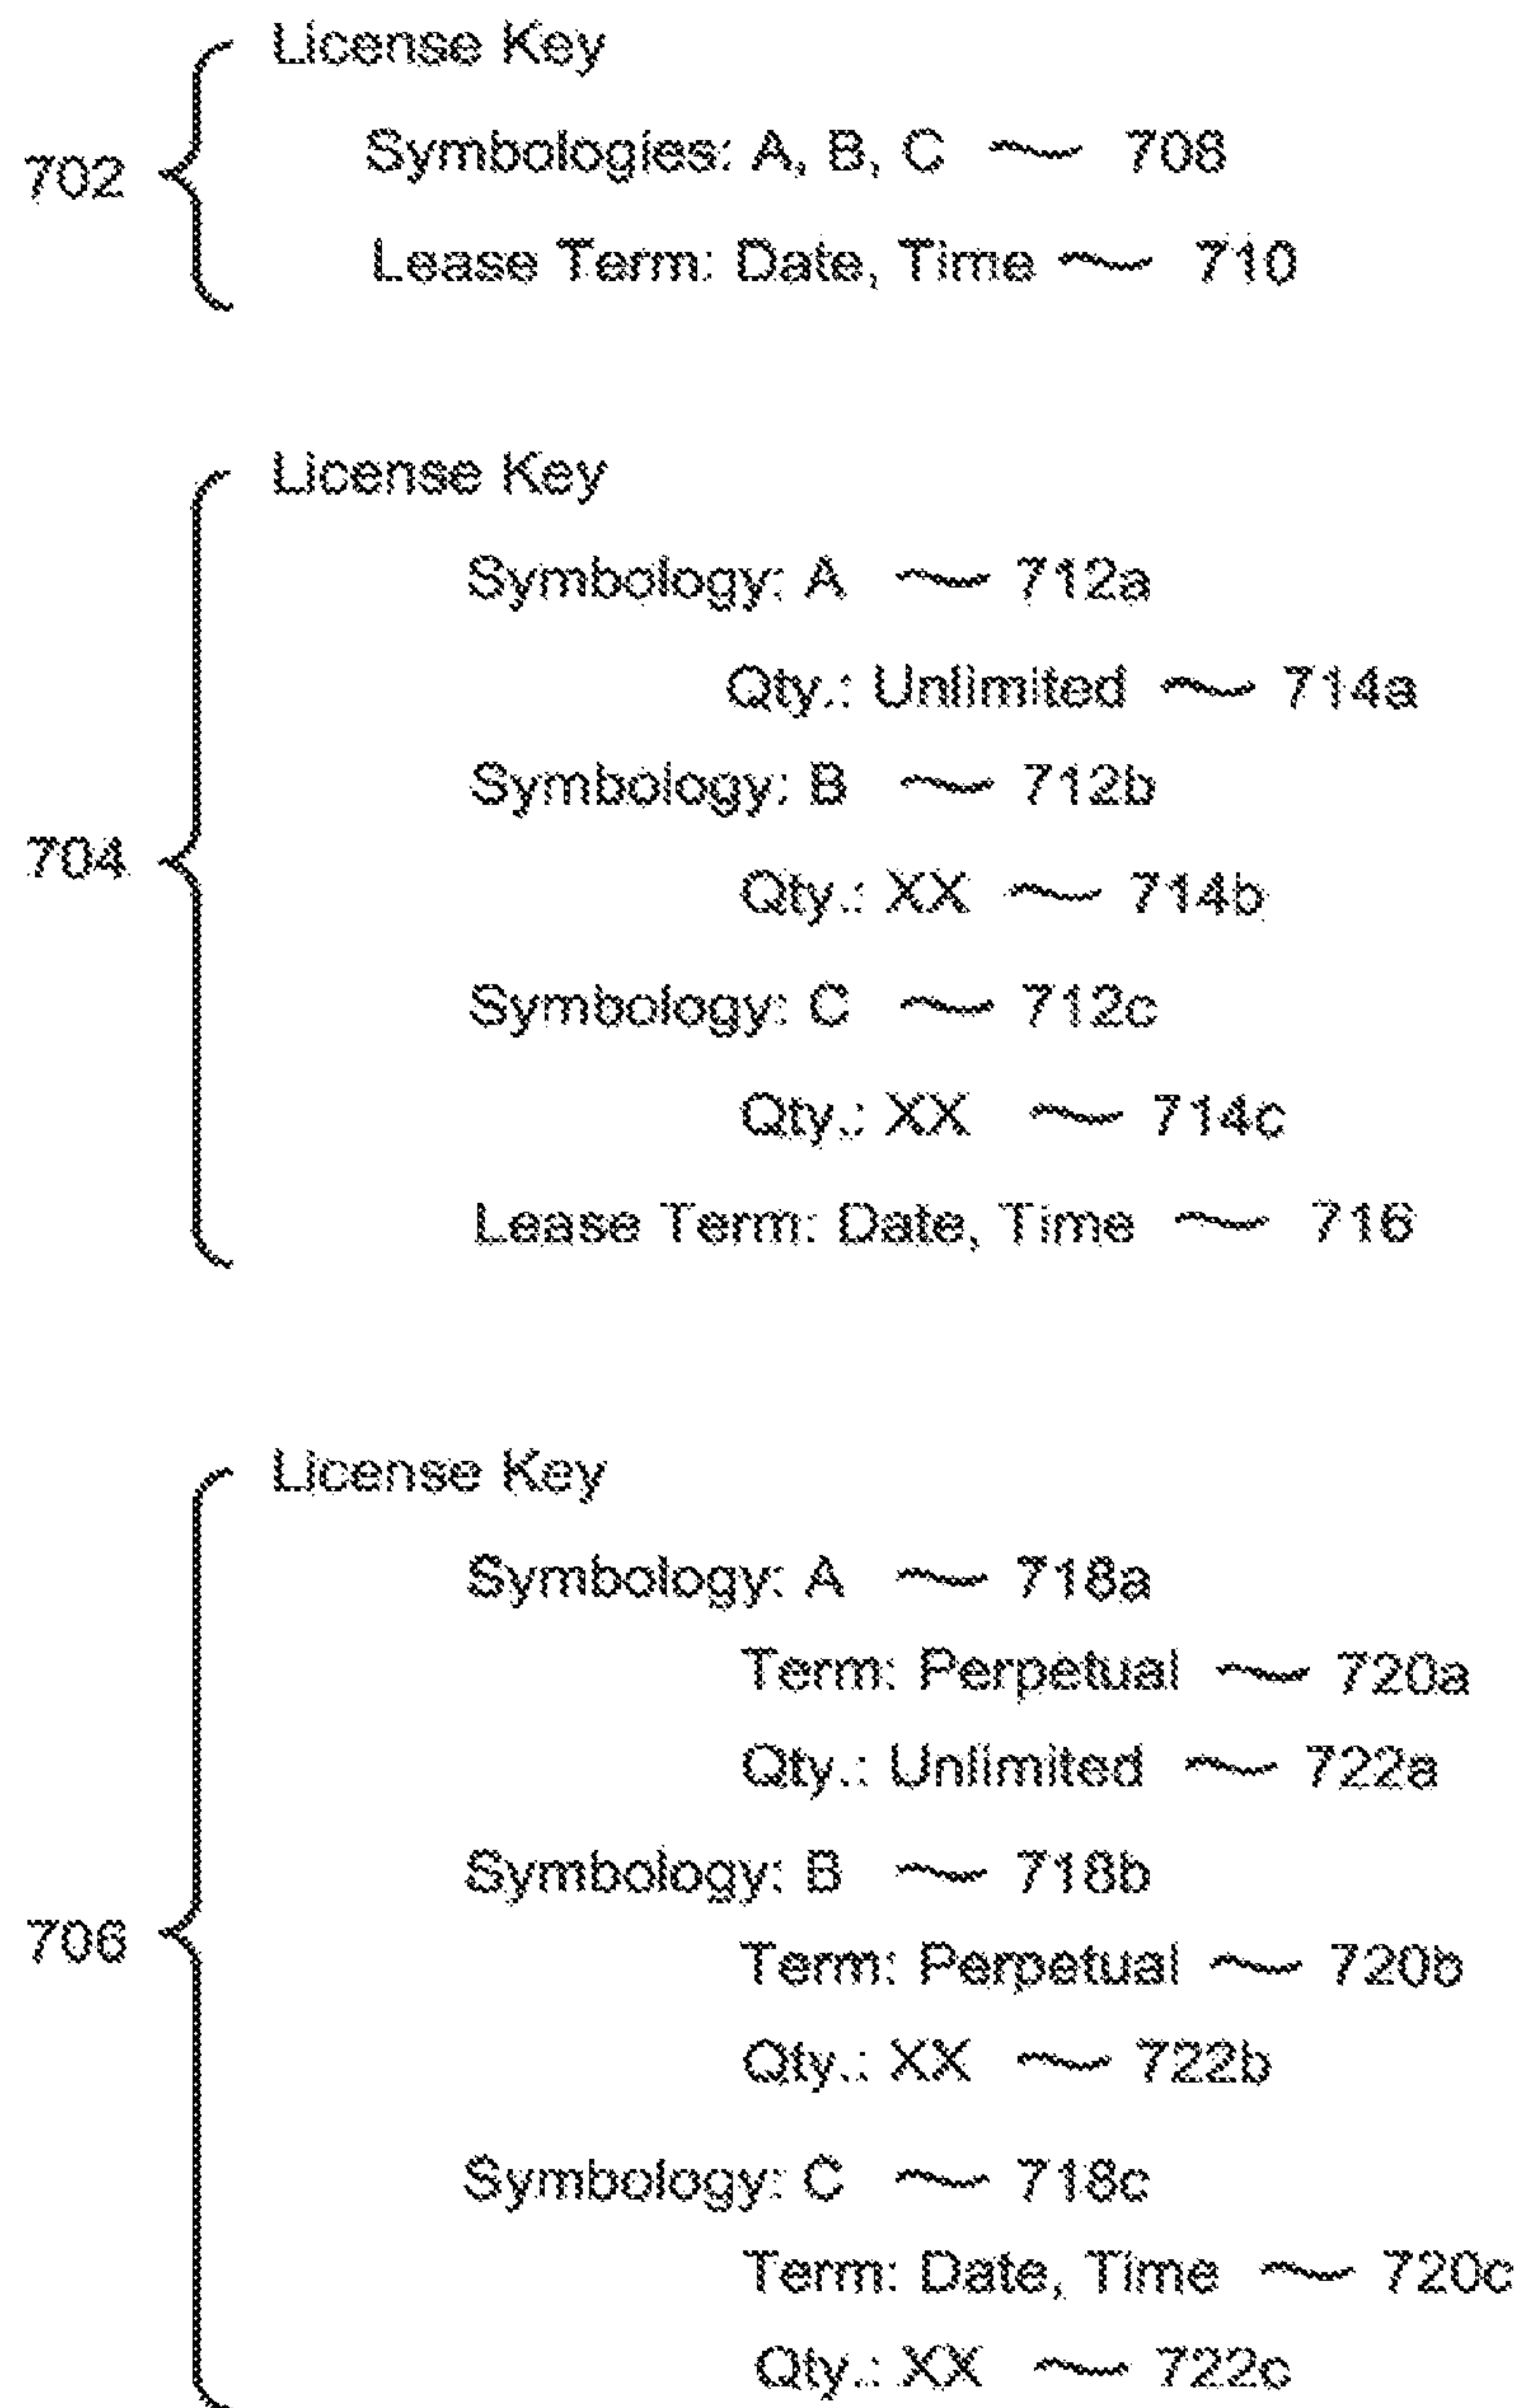 License Key
702
Symbologies: A, B, C 708
Lease Term: Date, Time 710
License Key
Symbology: A 712a
Qty.: Unlimited 714a
Symbology: B 712b
704
Qty.: XX 714b
Symbology: C 712c
Qty.: XX 714c
Lease Term: Date, Time 716
License Key
Symbology: A 718a
Term: Perpetual 720a
Qty.: Unlimited 722a
Symbology: B 718b
706
Term: Perpetual 720b
Qty.: XX 722b
Symbology: C 718c
Term: Date, Time 720c
Qty.: XX 722c